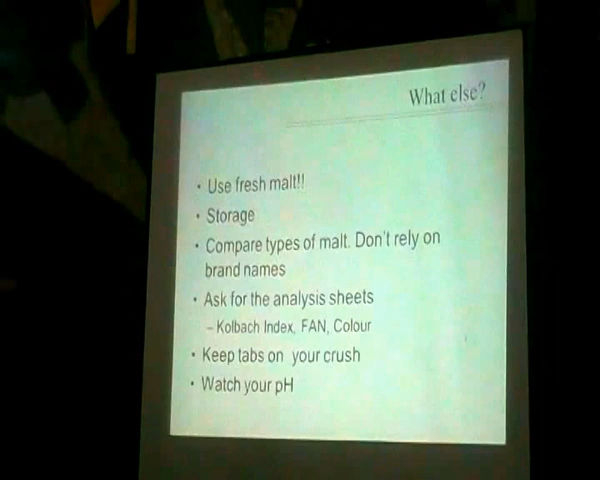 What else?
• Use fresh malt!!
• Storage
• Compare types of malt. Don't rely on
brand names
• Ask for the analysis sheets
– Kolbach Index, FAN, Colour
• Keep tabs on your crush
• Watch your pH